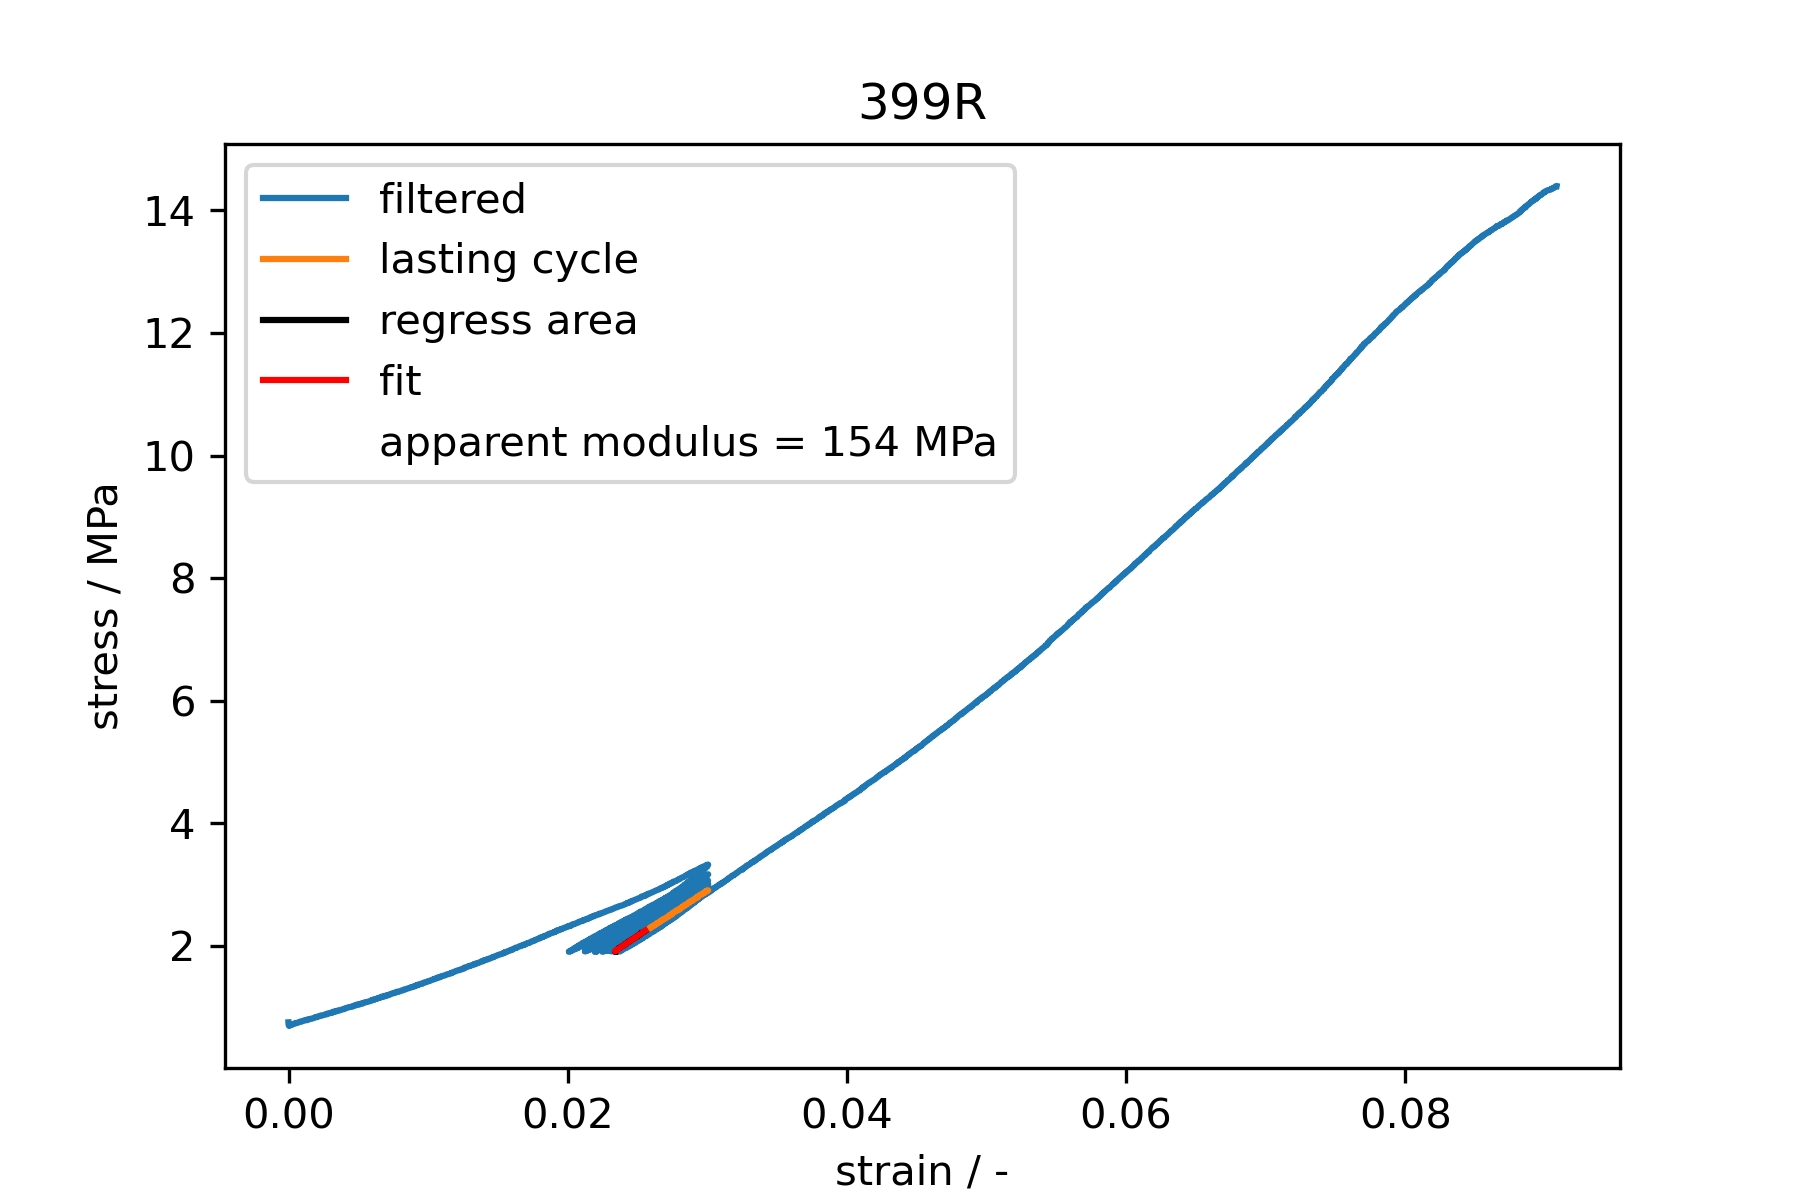 399R
filtered
lasting cycle
regress area
fit
apparent modulus = 154 MPa
14
12
10
8
6
4
2
stress / MPa
0.00 0.02 0.04 0.06 0.08
strain / -